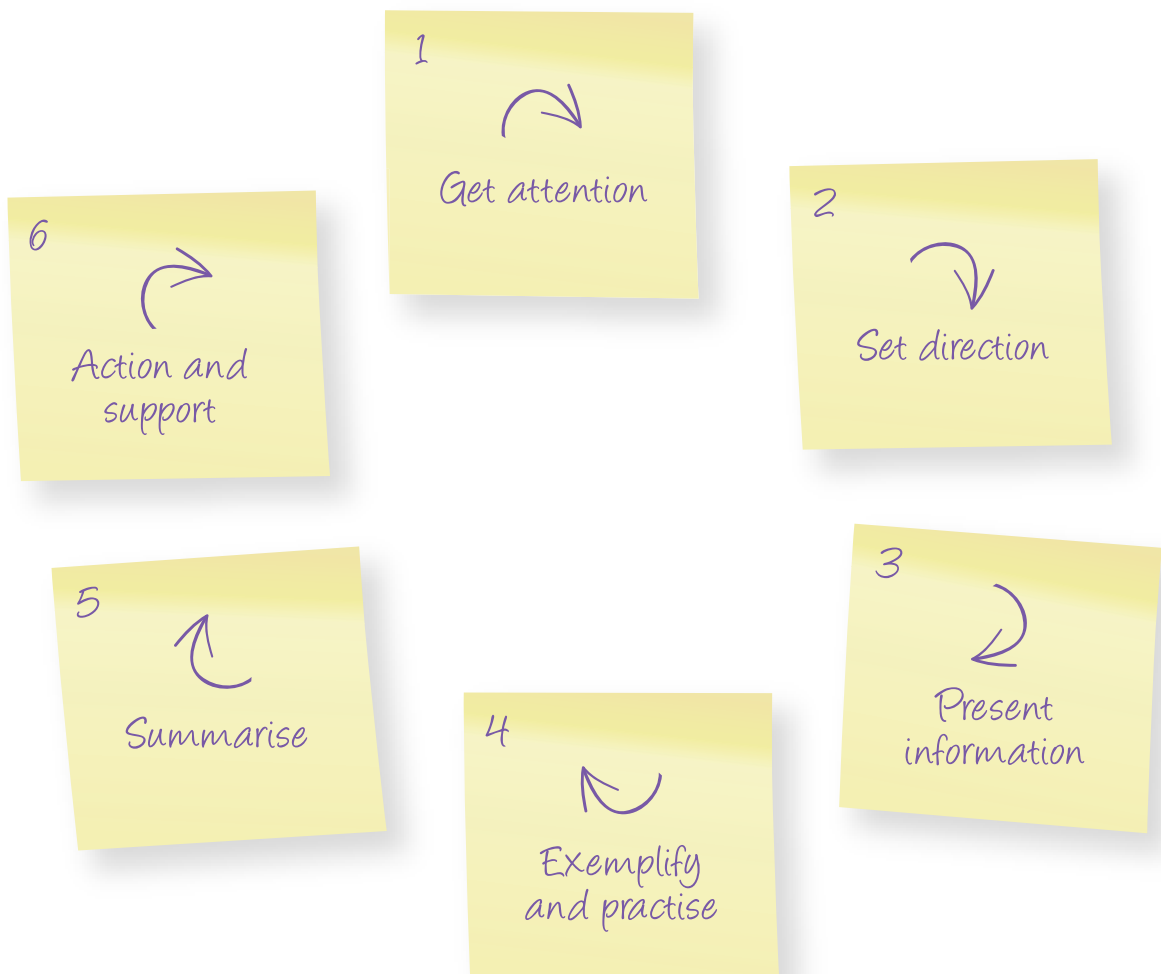 1
Get attention
2
Set direction
3
Present
information
4
Exemplify
and practise
5
Summarise
6
Action and
support